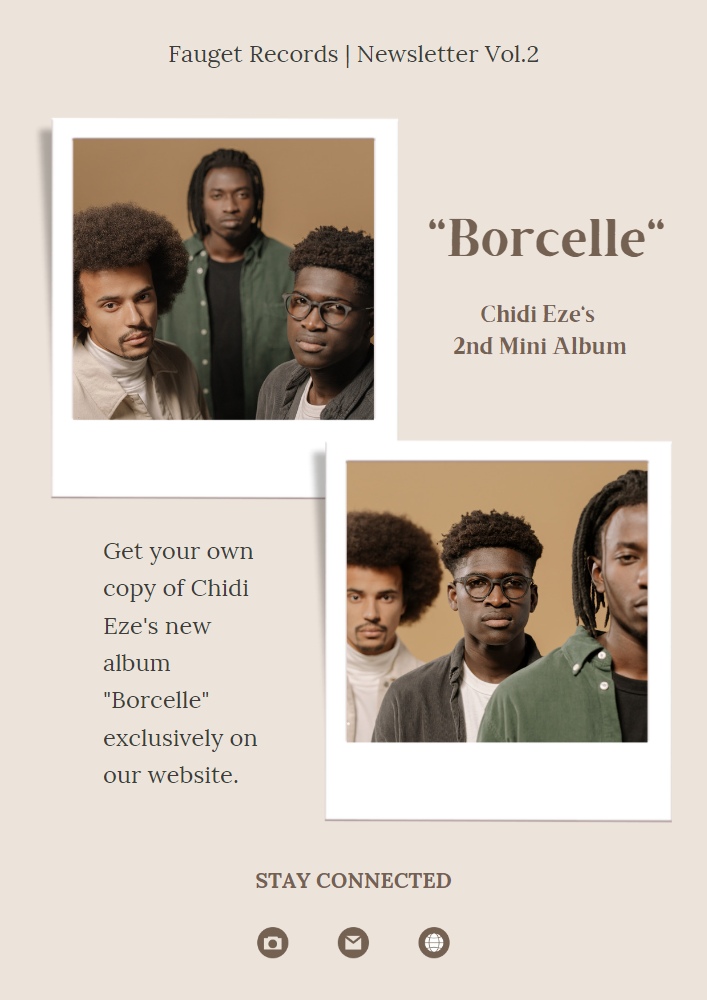 Fauget Records | Newsletter Vol.2
“Borcelle“
Chidi Eze‘s
2nd Mini Album
Get your own
copy of Chidi
Eze's new
album
"Borcelle"
exclusively on
our website.
STAY CONNECTED